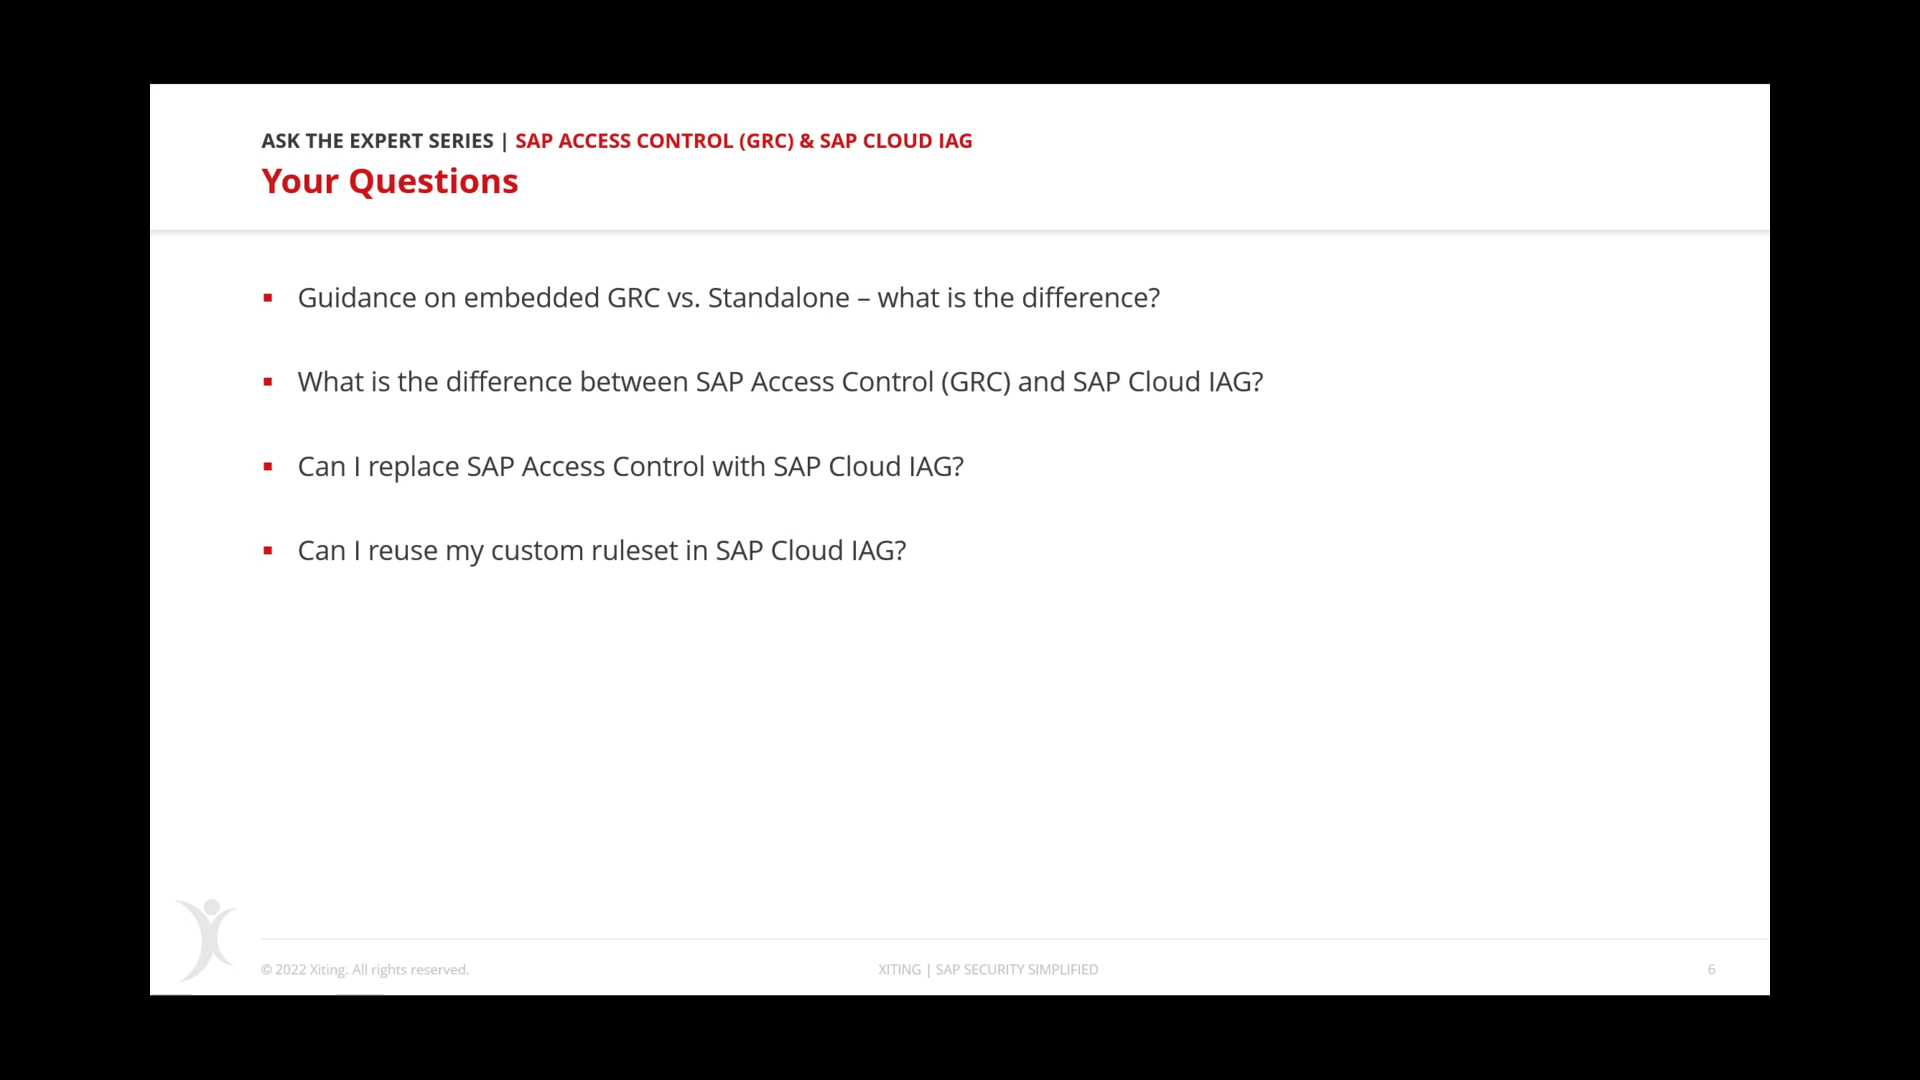 ASK THE EXPERT SERIES | SAP ACCESS CONTROL (GRC) & SAP CLOUD IAG
Your Questions
▪ Guidance on embedded GRC vs. Standalone – what is the difference?
▪ What is the difference between SAP Access Control (GRC) and SAP Cloud IAG?
▪ Can I replace SAP Access Control with SAP Cloud IAG?
▪ Can I reuse my custom ruleset in SAP Cloud IAG?
© 2022 Xiting. All rights reserved.
XITING | SAP SECURITY SIMPLIFIED
6